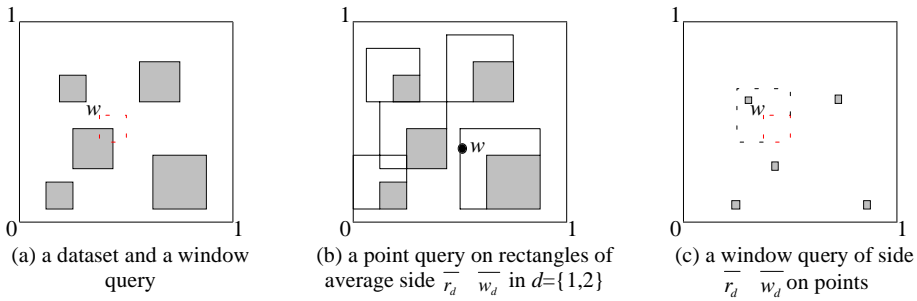 1
w
0
1
(a) a dataset and a window
query
1
w
0
1
(b) a point query on rectangles of
average side r_d w_d in d={1,2}
1
w
0
1
(c) a window query of side
r_d w_d on points